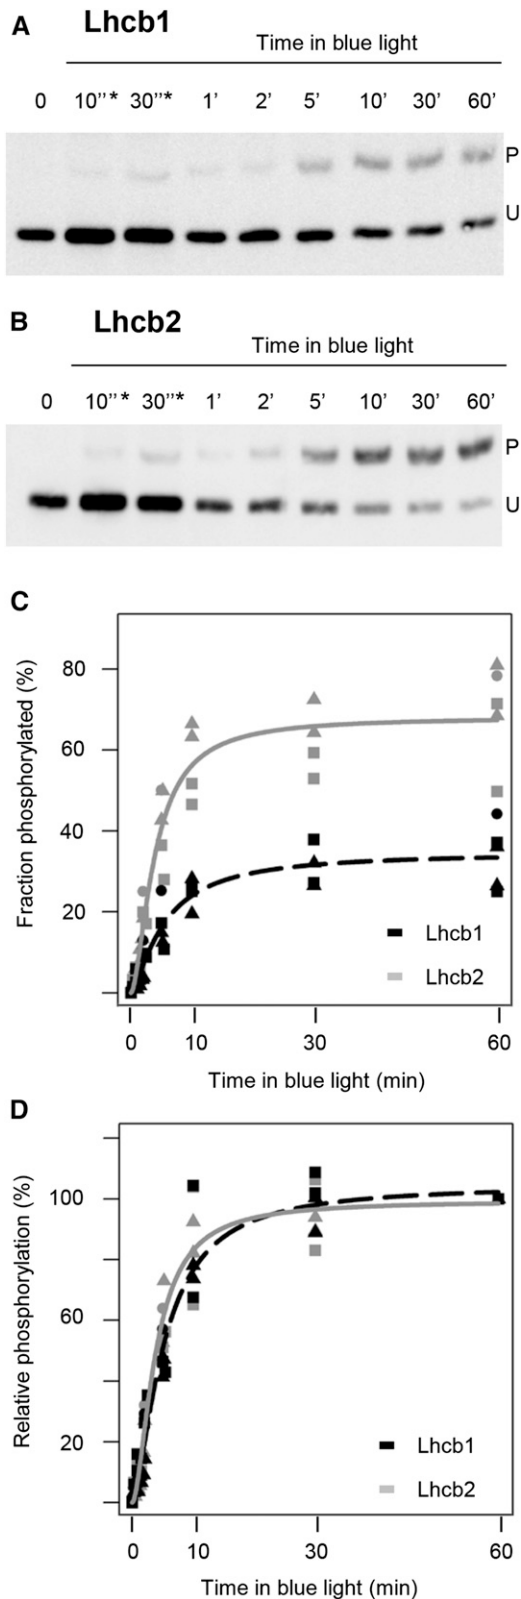 A
Lhcb1
Time in blue light
0 10''* 30''* 1' 2' 5' 10' 30' 60'
P
U
B
Lhcb2
Time in blue light
0 10''* 30''* 1' 2' 5' 10' 30' 60'
P
U
C
Fraction phosphorylated (%)
80
60
40
20
Lhcb1
Lhcb2
0 10 30 60
Time in blue light (min)
D
Relative phosphorylation (%)
100
60
20
Lhcb1
Lhcb2
0 10 30 60
Time in blue light (min)